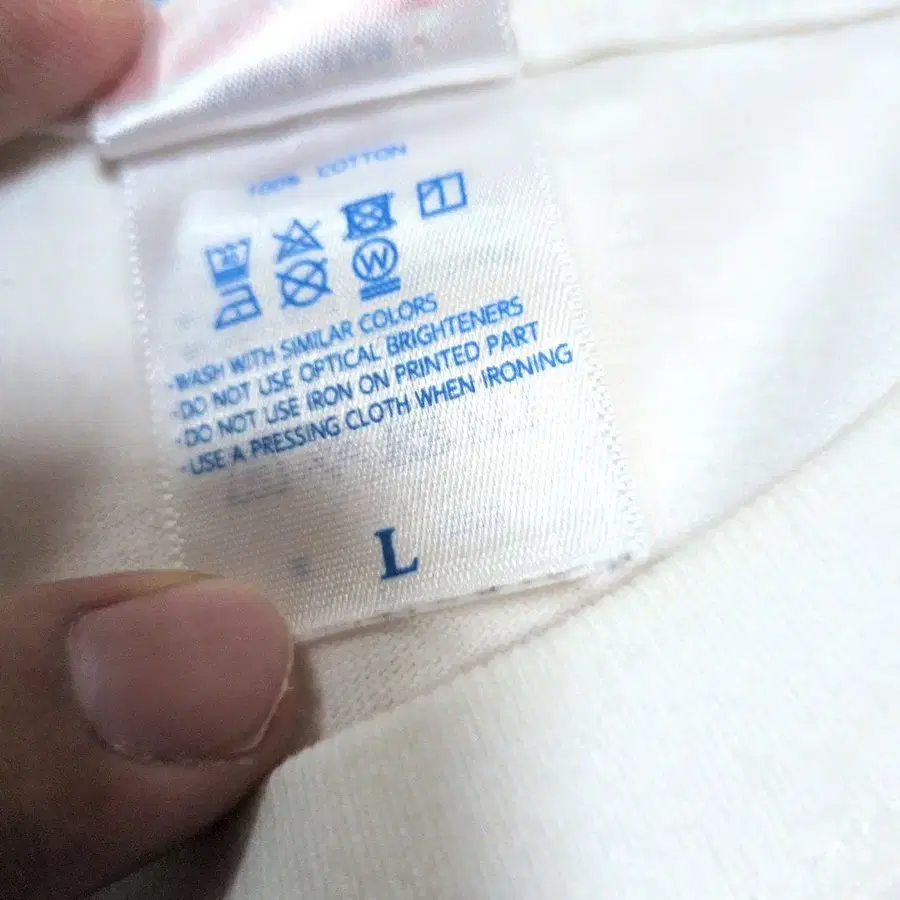 100% COTTON
40
W
-WASH WITH SIMILAR COLORS
-DO NOT USE OPTICAL BRIGHTENERS
-DO NOT USE IRON ON PRINTED PART
-USE A PRESSING CLOTH WHEN IRONING
L